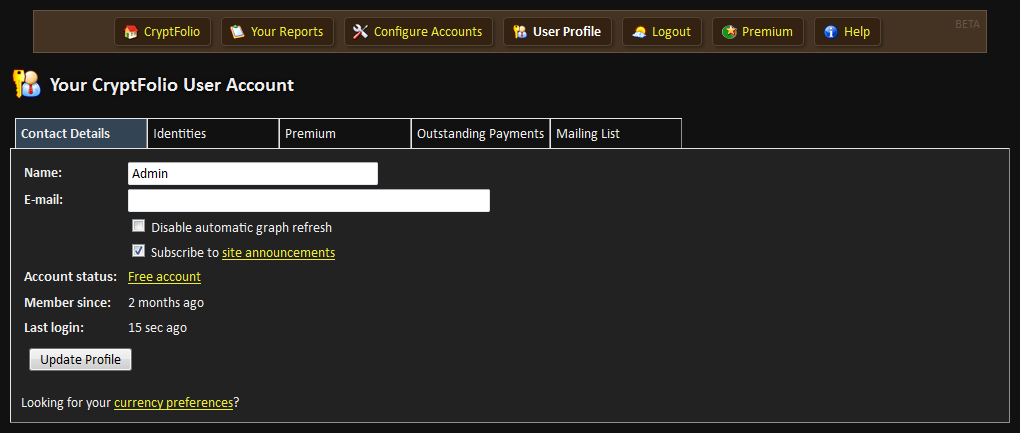 CryptFolio Your Reports Configure Accounts User Profile Logout Premium Help BETA
Your CryptFolio User Account
Contact Details Identities Premium Outstanding Payments Mailing List
Name: Admin
E-mail:
Disable automatic graph refresh
Subscribe to site announcements
Account status: Free account
Member since: 2 months ago
Last login: 15 sec ago
Update Profile
Looking for your currency preferences?